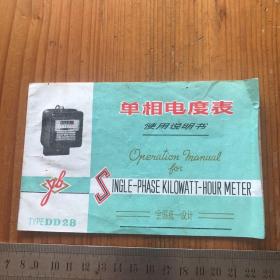 单相电度表
使用说明书
Operation Manual
for
SINGLE-PHASE KILOWATT-HOUR METER
TYPE DD28
全国统一设计